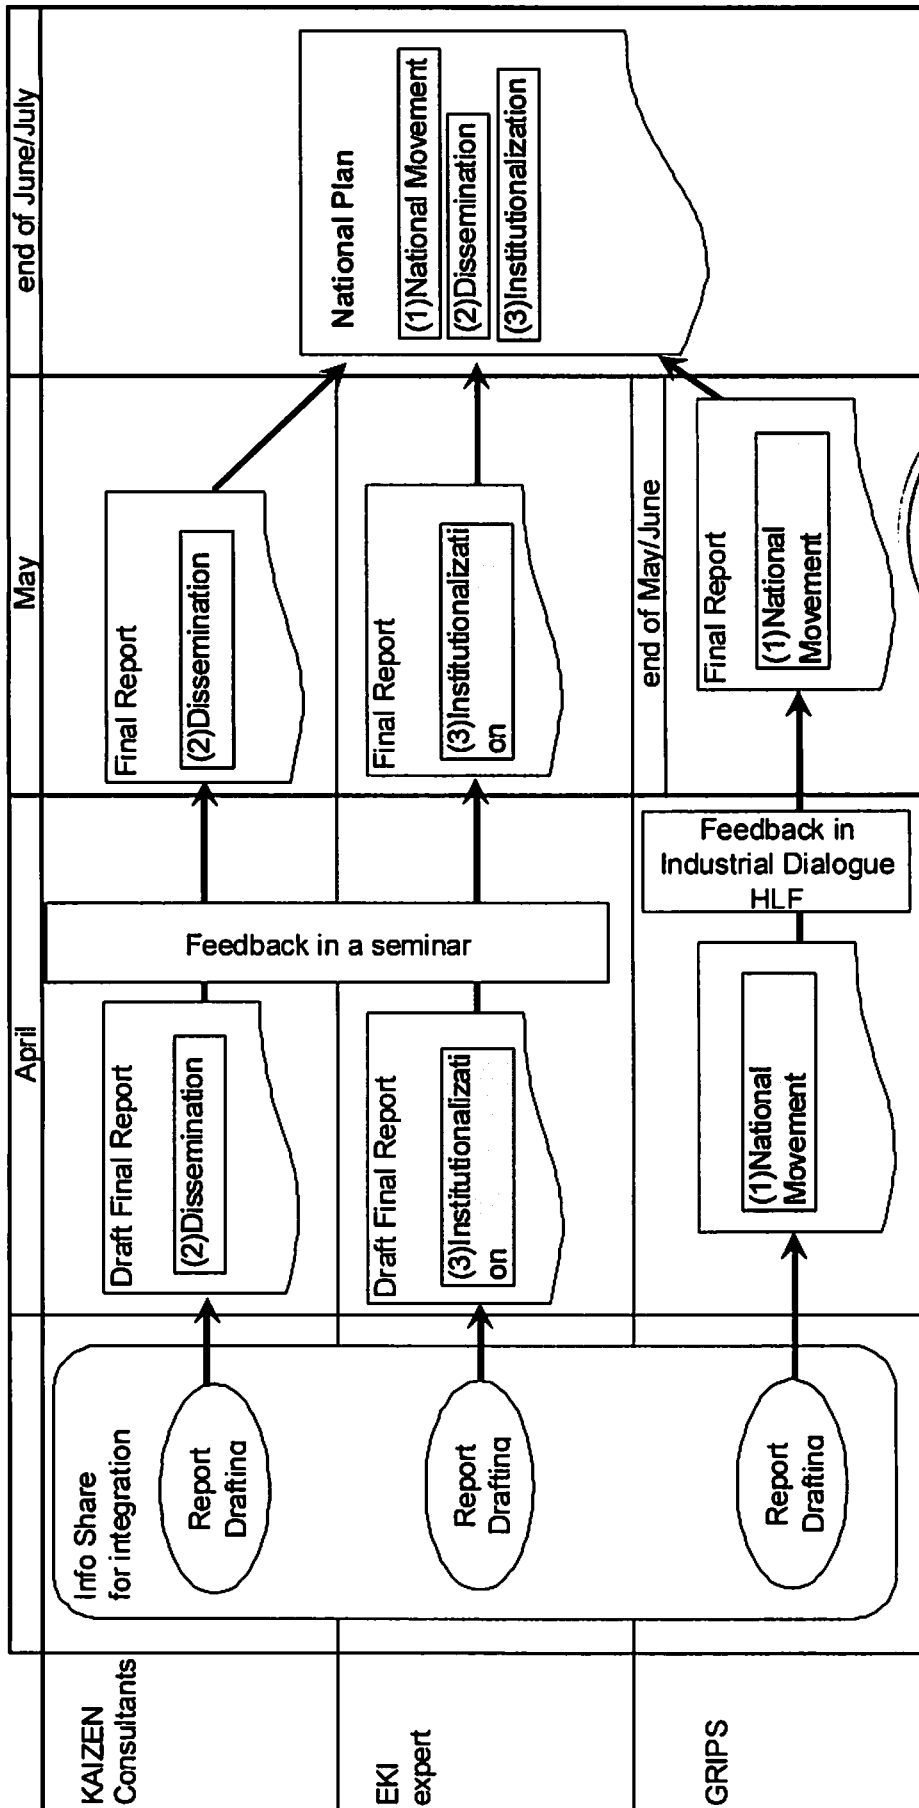 April
May
end of June/July
KAIZEN
Consultants
Info Share
for integration
Report
Drafting
Draft Final Report
(2)Dissemination
Feedback in a seminar
Final Report
(2)Dissemination
National Plan
(1)National Movement
(2)Dissemination
(3)Institutionalization
EKI
expert
Report
Drafting
Draft Final Report
(3)Institutionalizati
on
Final Report
(3)Institutionalizati
on
end of May/June
GRIPS
Report
Drafting
(1)National
Movement
Feedback in
Industrial Dialogue
HLF
Final Report
(1)National
Movement